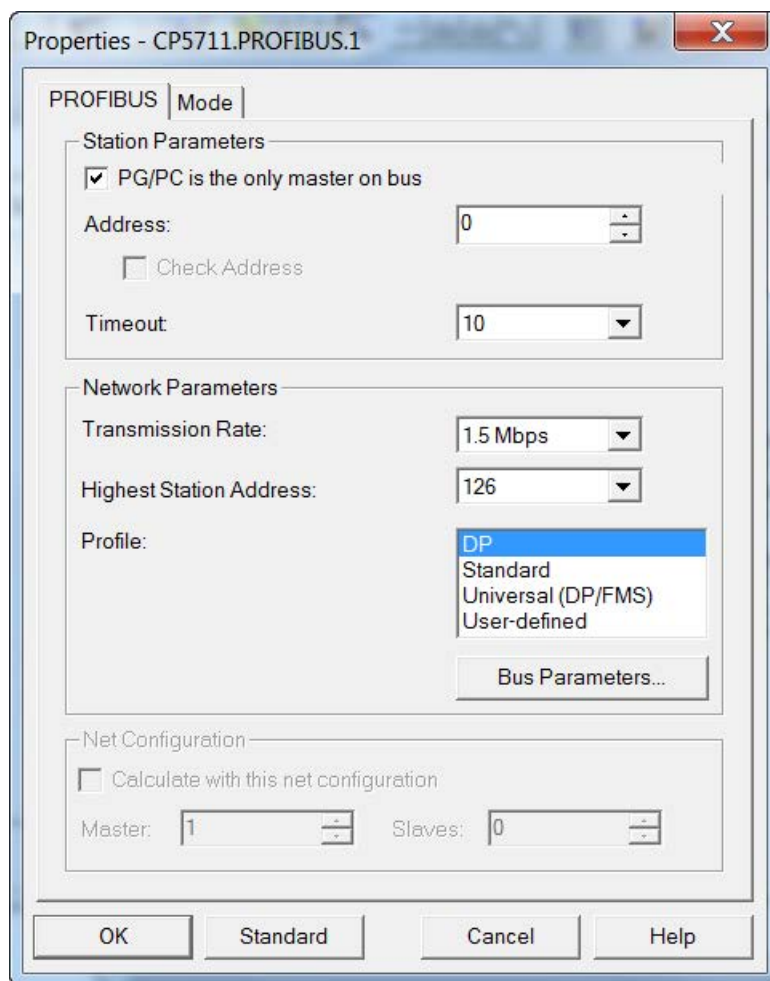 Properties - CP5711.PROFIBUS.1
PROFIBUS Mode
Station Parameters
PG/PC is the only master on bus
Address: 0
Check Address
Timeout: 10
Network Parameters
Transmission Rate: 1.5 Mbps
Highest Station Address: 126
Profile: DP
Standard
Universal (DP/FMS)
User-defined
Bus Parameters...
Net Configuration
Calculate with this net configuration
Master: 1 Slaves: 0
OK Standard Cancel Help